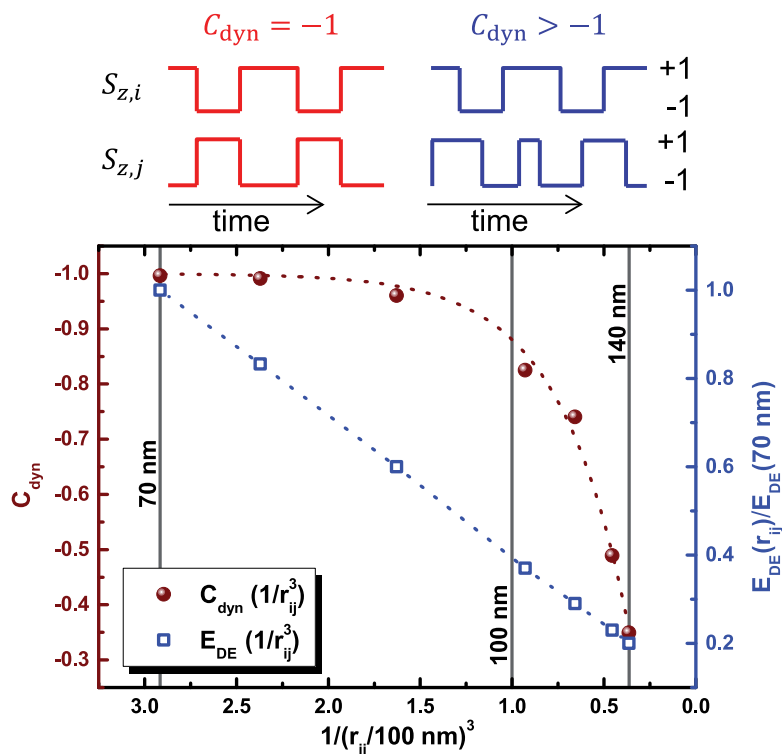 C_dyn = −1 C_dyn > −1
S_z,i +1
-1
S_z,j +1
-1
time time
-1.0 1.0
-0.9
-0.8 0.8
-0.7
-0.6 0.6
-0.5
-0.4 0.4
-0.3 0.2
C_dyn
70 nm
100 nm
140 nm
E_DE(r_ij)/E_DE(70 nm)
C_dyn (1/r_ij^3)
E_DE (1/r_ij^3)
3.0 2.5 2.0 1.5 1.0 0.5 0.0
1/(r_ij/100 nm)^3